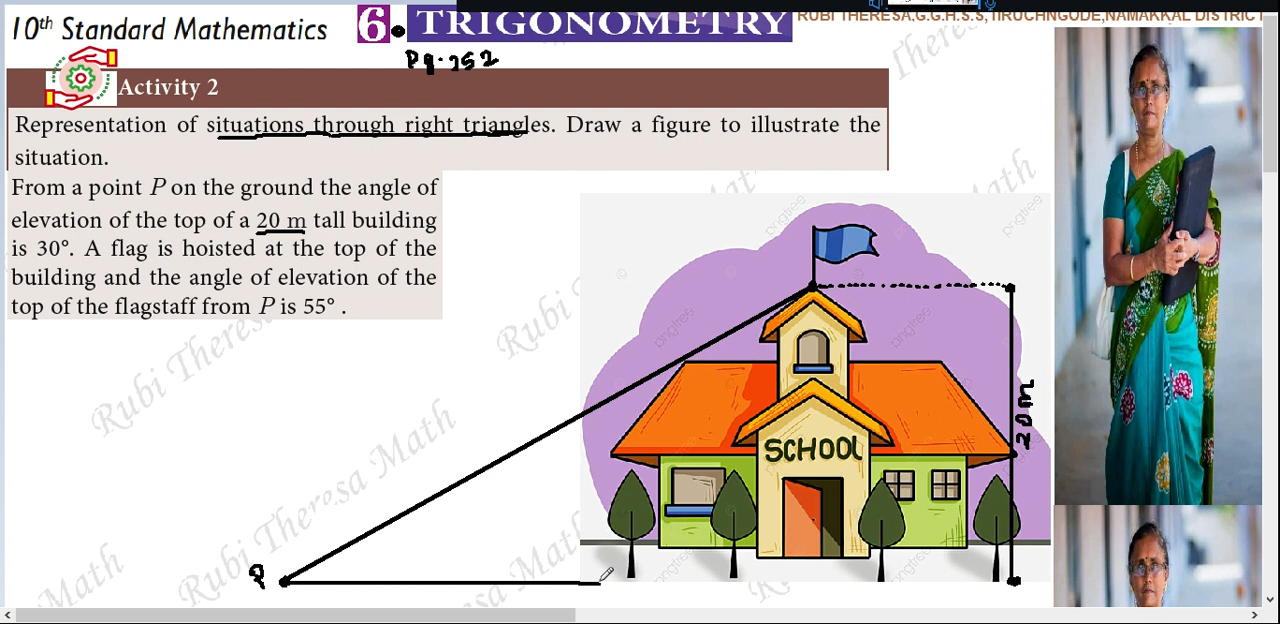 10th Standard Mathematics
6. TRIGONOMETRY
RUBI THERESA,G.G.H.S.S,TIRUCHNGODE,NAMAKKAL DISTRICT
Pg.252
Activity 2
Representation of situations through right triangles. Draw a figure to illustrate the
situation.
From a point P on the ground the angle of
elevation of the top of a 20 m tall building
is 30°. A flag is hoisted at the top of the
building and the angle of elevation of the
top of the flagstaff from P is 55° .
20m
SCHOOL
P
Rubi Theresa Math
Rubi Theresa Math